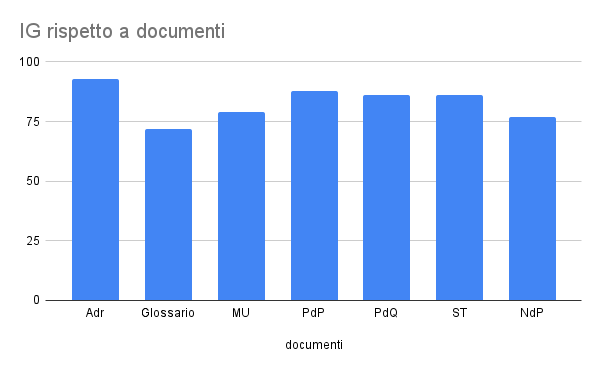 IG rispetto a documenti
100
75
50
25
0
Adr Glossario MU PdP PdQ ST NdP
documenti